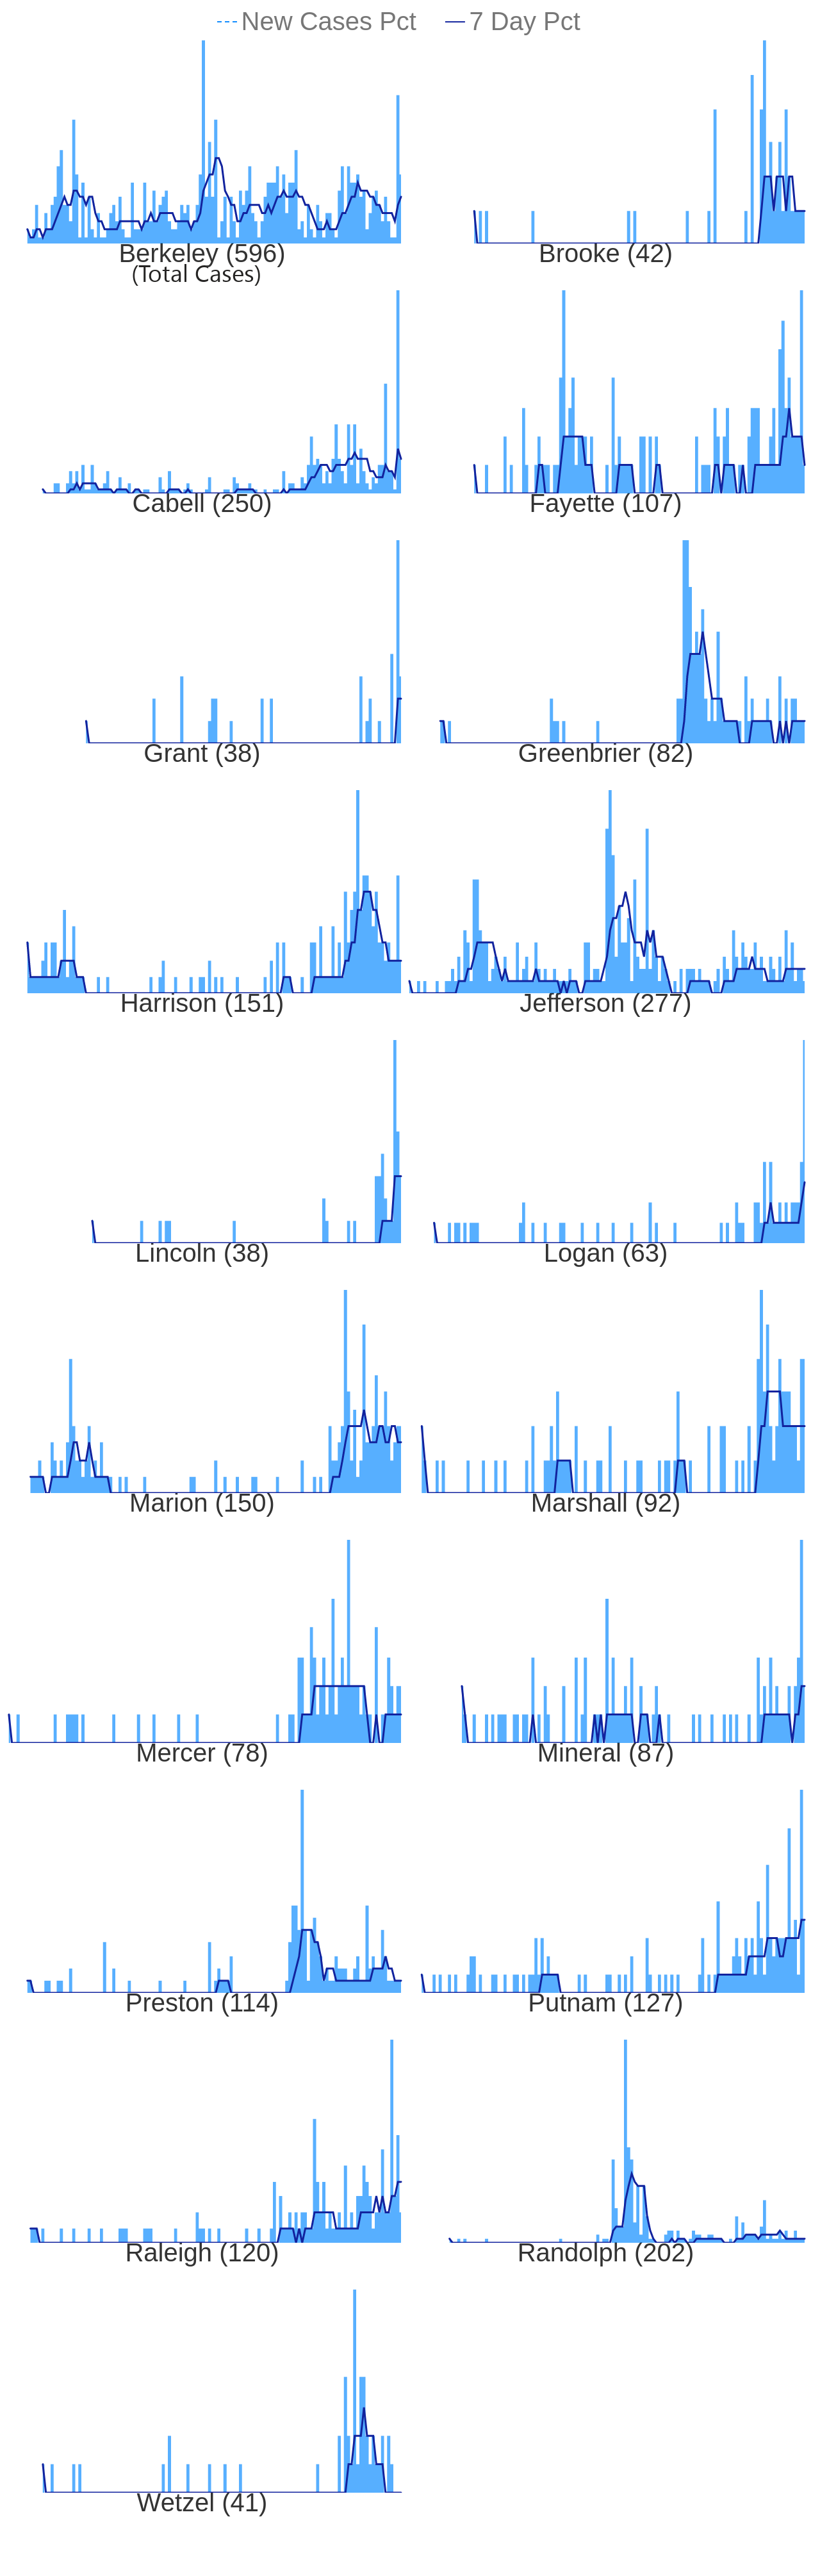 New Cases Pct 7 Day Pct
Berkeley (596) Brooke (42)
(Total Cases)
Cabell (250) Fayette (107)
Grant (38) Greenbrier (82)
Harrison (151) Jefferson (277)
Lincoln (38) Logan (63)
Marion (150) Marshall (92)
Mercer (78) Mineral (87)
Preston (114) Putnam (127)
Raleigh (120) Randolph (202)
Wetzel (41)